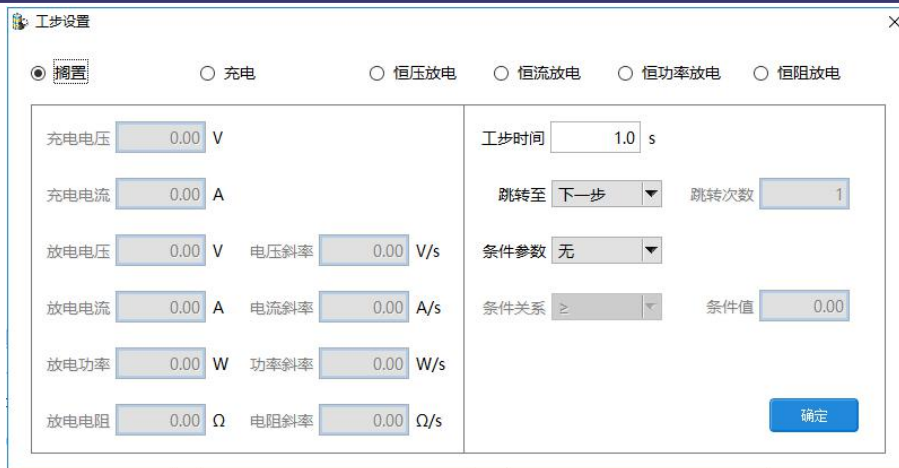 工步设置
搁置 充电 恒压放电 恒流放电 恒功率放电 恒阻放电
充电电压 0.00 V
充电电流 0.00 A
放电电压 0.00 V 电压斜率 0.00 V/s
放电电流 0.00 A 电流斜率 0.00 A/s
放电功率 0.00 W 功率斜率 0.00 W/s
放电电阻 0.00 Ω 电阻斜率 0.00 Ω/s
工步时间 1.0 s
跳转至 下一步 跳转次数 1
条件参数 无
条件关系 ≥ 条件值 0.00
确定